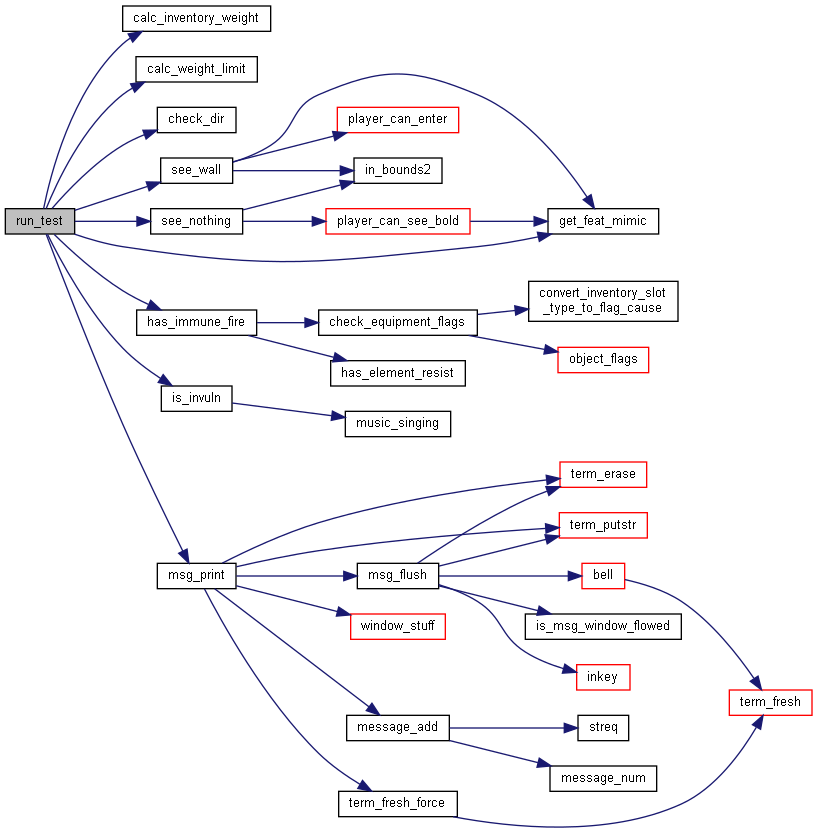 calc_inventory_weight
calc_weight_limit
check_dir
player_can_enter
see_wall
in_bounds2
run_test
see_nothing
player_can_see_bold
get_feat_mimic
convert_inventory_slot
_type_to_flag_cause
has_immune_fire
check_equipment_flags
object_flags
has_element_resist
is_invuln
music_singing
term_erase
term_putstr
msg_print
msg_flush
bell
window_stuff
is_msg_window_flowed
inkey
term_fresh
message_add
streq
message_num
term_fresh_force